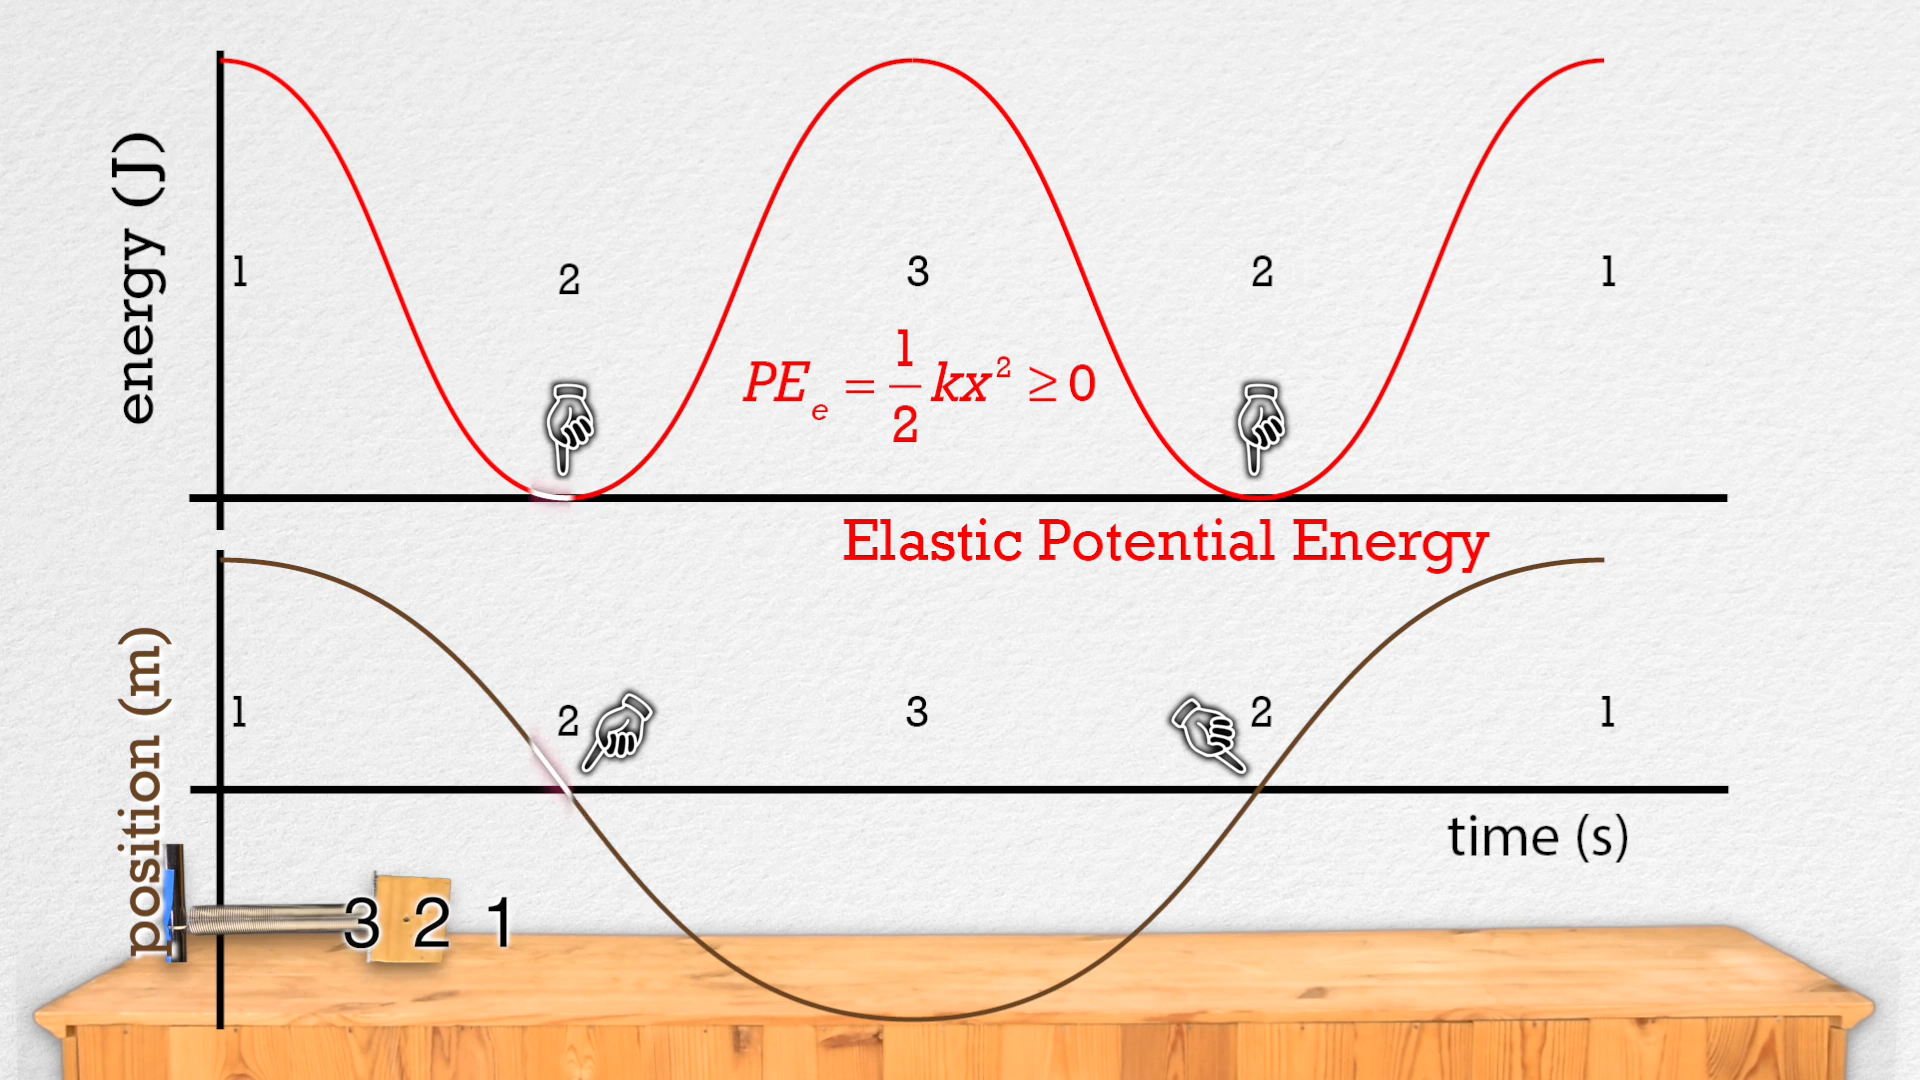 energy (J)
1 2 3 2 1
PEₑ = 1/2 kx² ≥ 0
Elastic Potential Energy
position (m)
1 2 3 2 1
time (s)
3 2 1